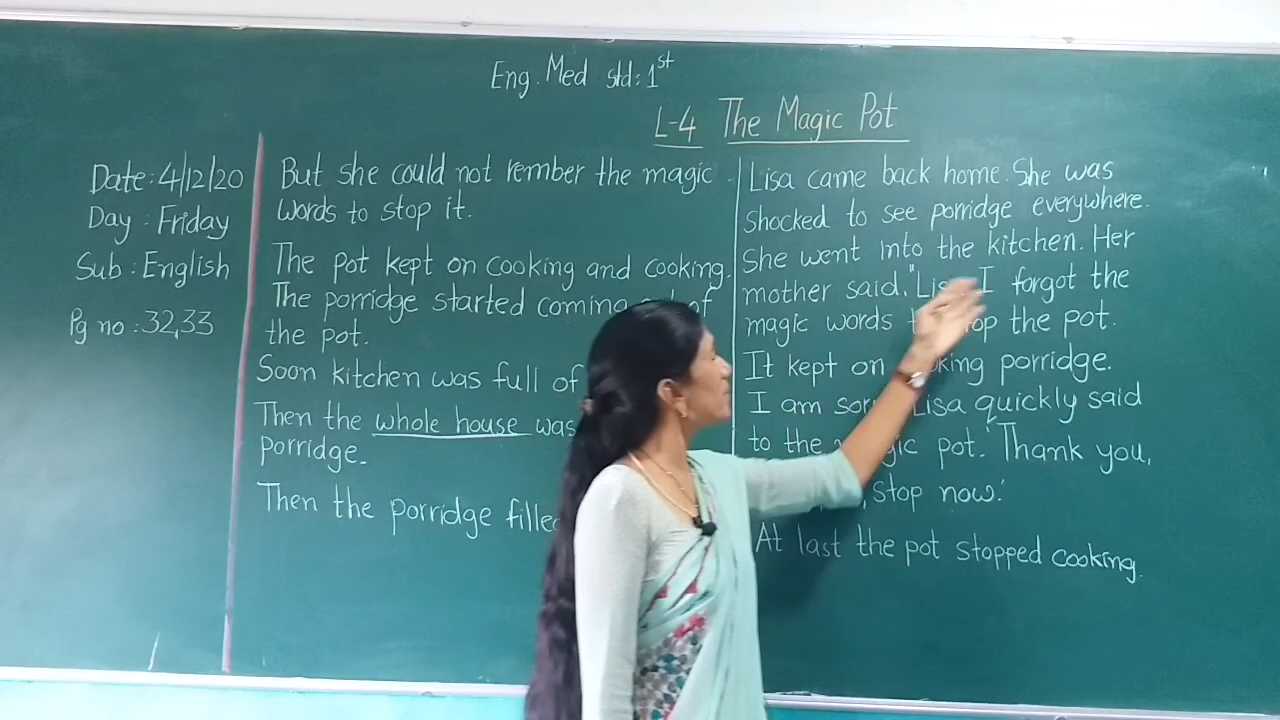 Eng. Med std: 1st
L-4 The Magic Pot
Date: 4/12/20
Day : Friday
Sub : English
Pg no : 32,33
But she could not rember the magic
words to stop it.
The pot kept on cooking and cooking.
The porridge started coming of
the pot.
Soon kitchen was full of
Then the whole house was
porridge.
Then the porridge filled
Lisa came back home. She was
shocked to see porridge everywhere.
She went into the kitchen. Her
mother said, "Lisa I forgot the
magic words the pot.
It kept on cooking porridge.
I am Lisa quickly said
to the magic pot. 'Thank you,
stop now.'
At last the pot stopped cooking.